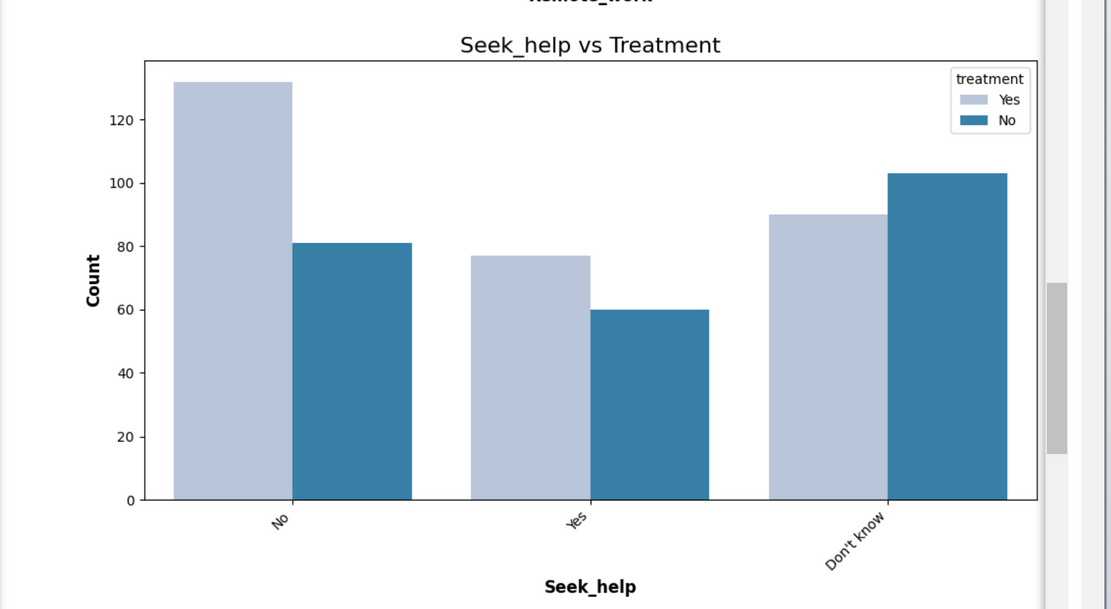 Seek_help vs Treatment
treatment
Yes
No
120
100
80
60
40
20
0
Count
No
Yes
Don't know
Seek_help